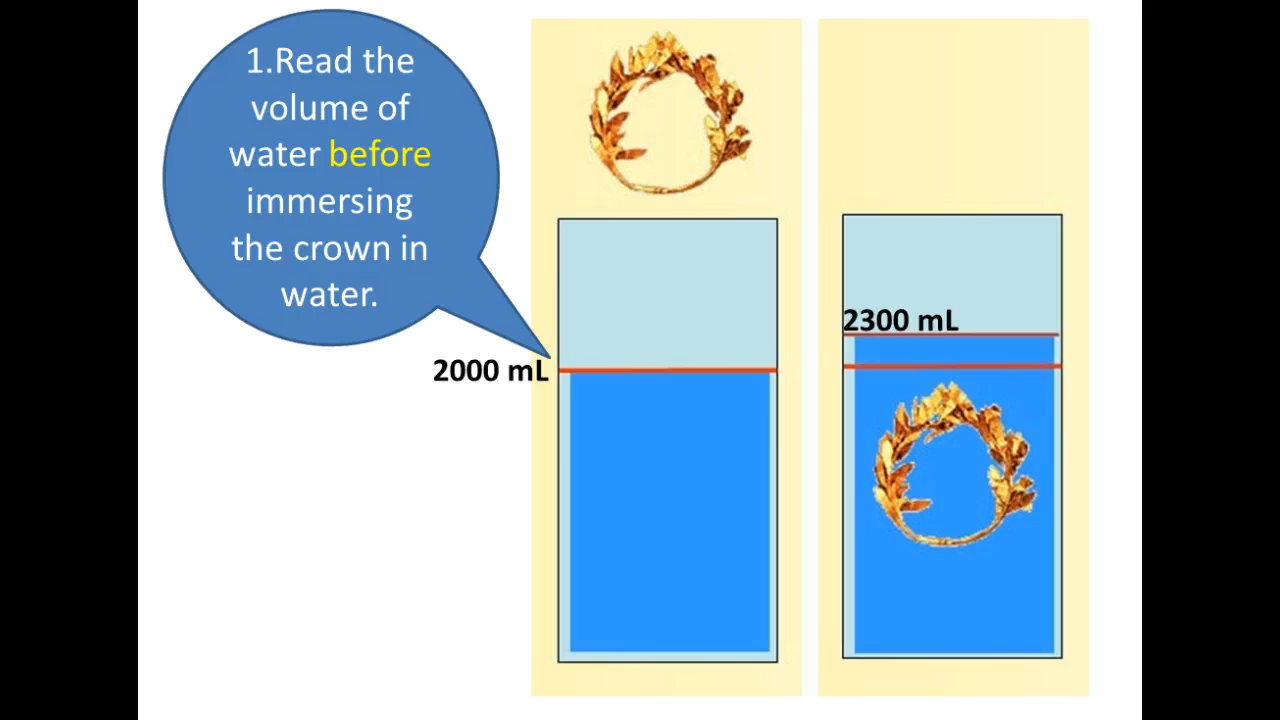 1.Read the
volume of
water before
immersing
the crown in
water.
2000 mL
2300 mL